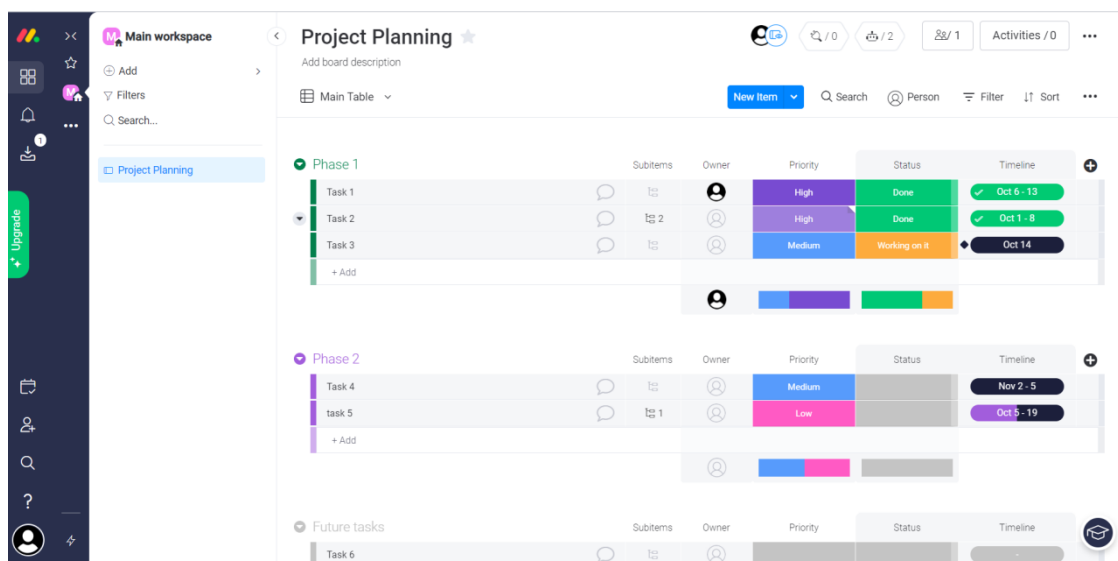 M Main workspace
Add
Filters
Search...
Project Planning
1
Upgrade
Project Planning
Add board description
/ 0
/ 2
/ 1
Activities / 0
Main Table
New Item
Search
Person
Filter
Sort
Phase 1 Subitems Owner Priority Status Timeline
Task 1 High Done Oct 6 - 13
Task 2 2 High Done Oct 1 - 8
Task 3 Medium Working on it Oct 14
+ Add
Phase 2 Subitems Owner Priority Status Timeline
Task 4 Medium Nov 2 - 5
task 5 1 Low Oct 5 - 19
+ Add
Future tasks Subitems Owner Priority Status Timeline
Task 6 -